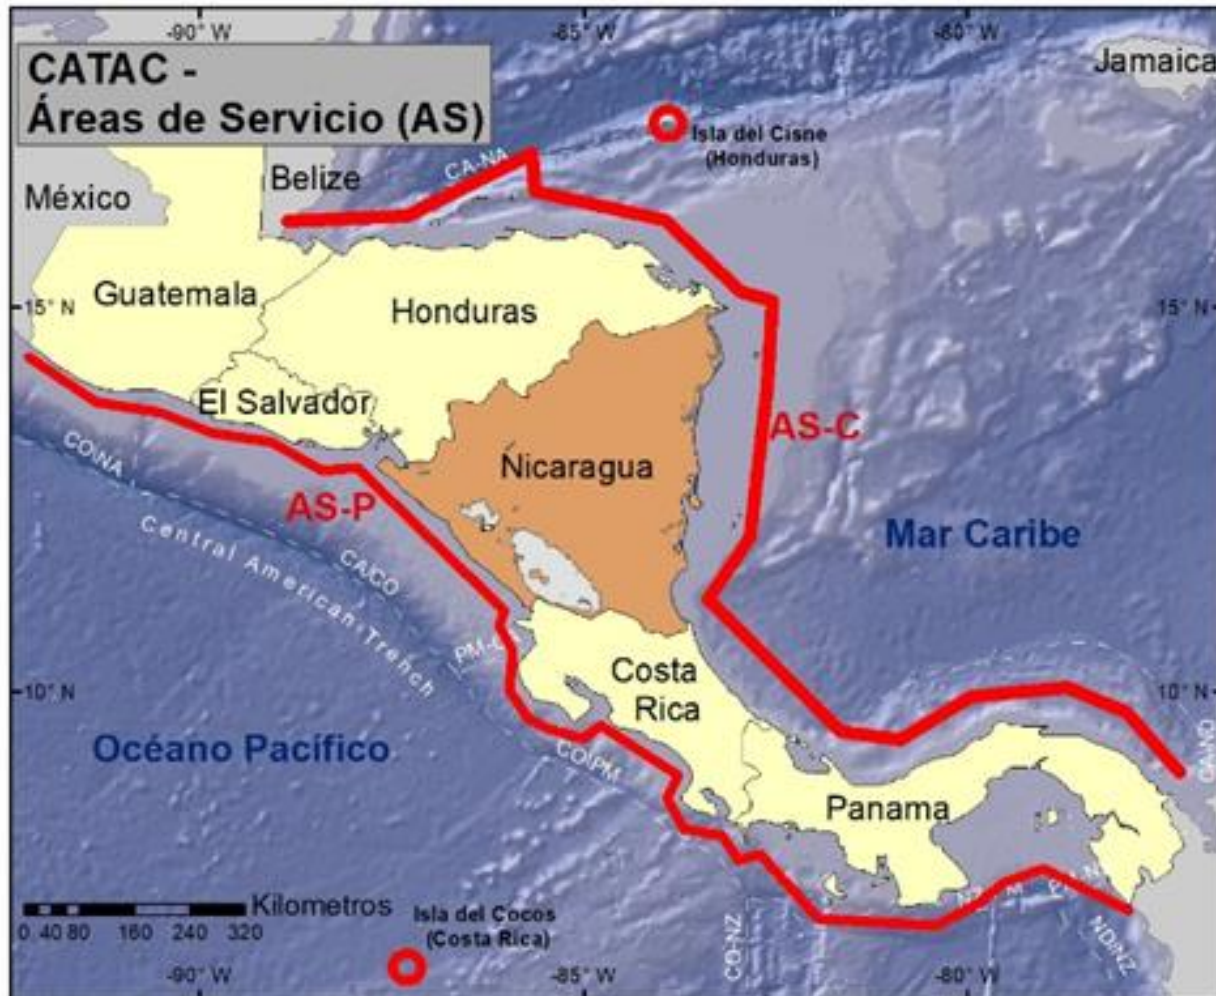 -90° W
-85° W
-80° W
CATAC -
Áreas de Servicio (AS)
Jamaica
Isla del Cisne
(Honduras)
CA-NA
Belize
México
Guatemala
15° N
Honduras
15° N
El Salvador
AS-C
CO-NA
Nicaragua
AS-P
Mar Caribe
CA/CO
Central American Trench
Costa
Rica
10° N
10° N
Océano Pacífico
CO/PM
CA/ND
Panama
Kilometros
0 40 80 160 240 320
Isla del Cocos
(Costa Rica)
CO-NZ
ND/NZ
-90° W
-85° W
-80° W